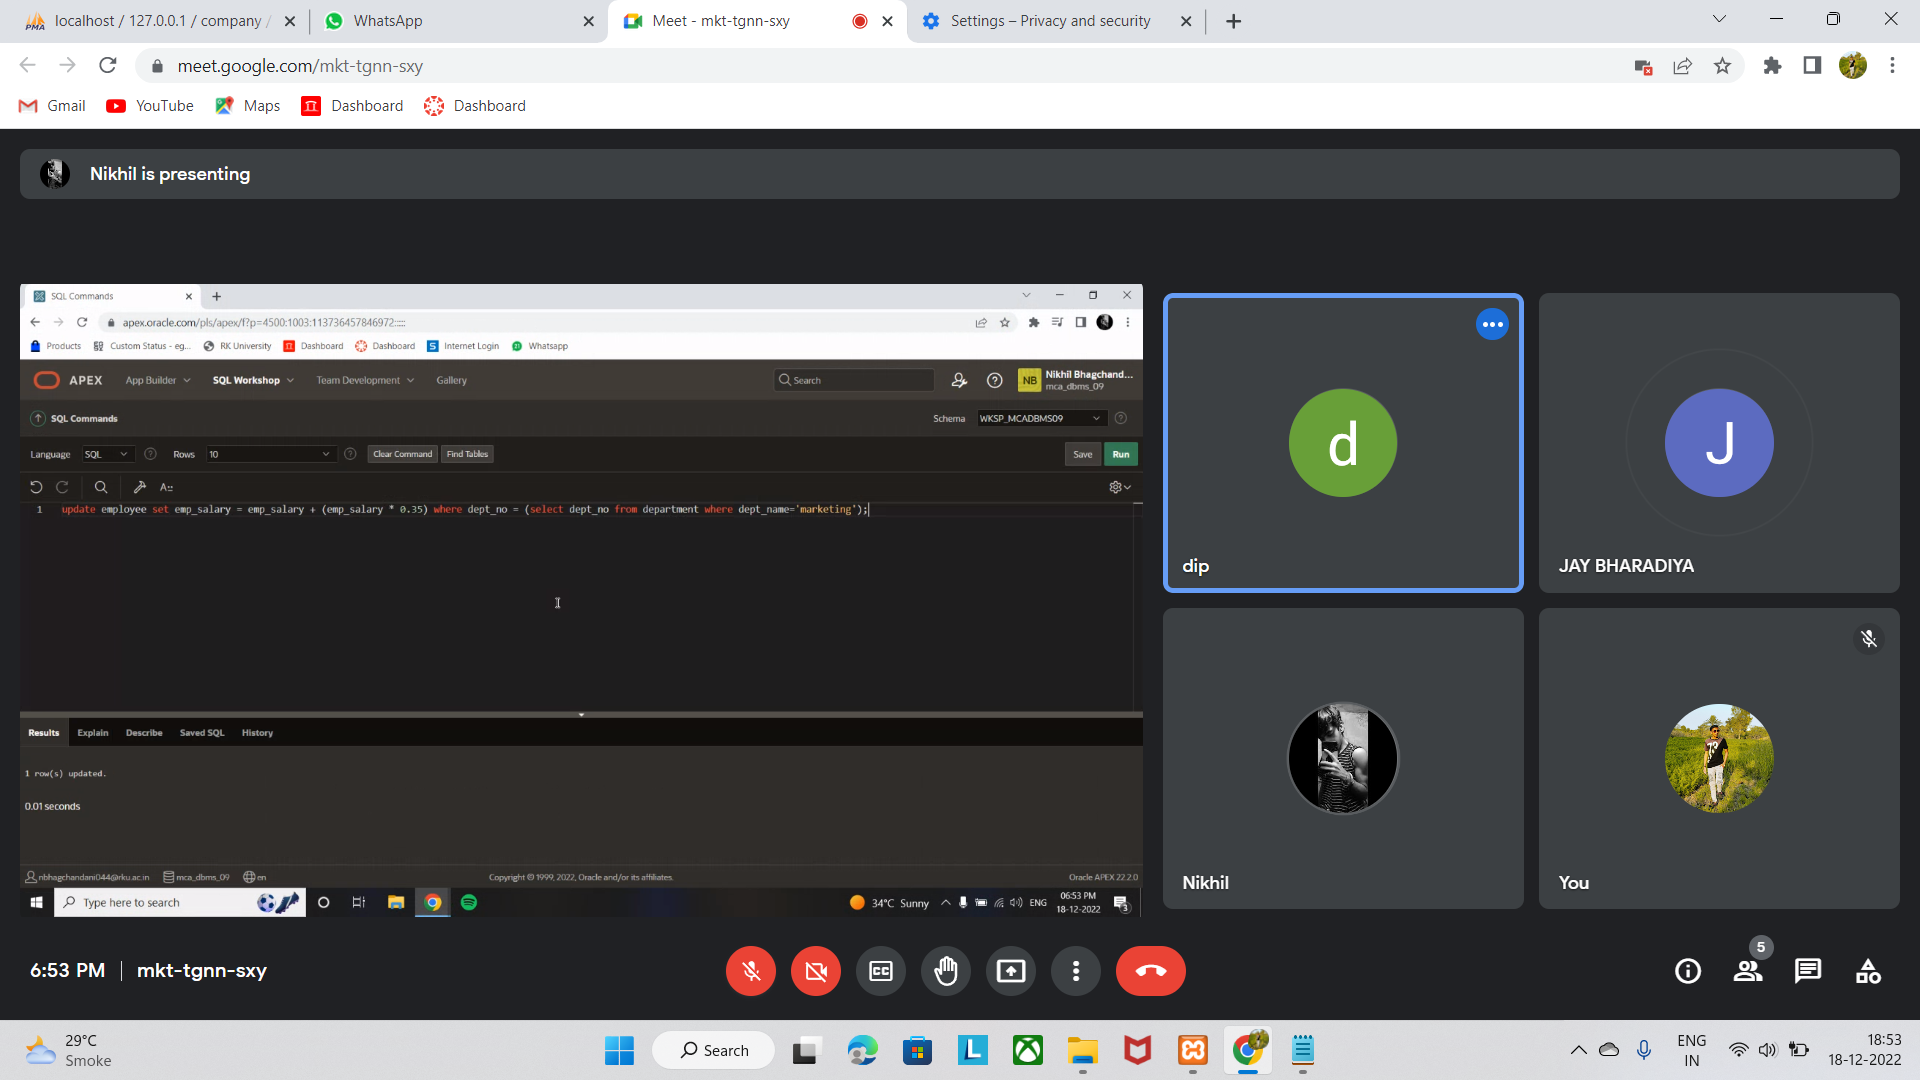 localhost / 127.0.0.1 / company /
WhatsApp
Meet - mkt-tgnn-sxy
Settings – Privacy and security
meet.google.com/mkt-tgnn-sxy
Gmail
YouTube
Maps
Dashboard
Dashboard
Nikhil is presenting
SQL Commands
apex.oracle.com/pls/apex/f?p=4500:1003:113736457846972:::::
Products
Custom Status - eg...
RK University
Dashboard
Dashboard
Internet Login
Whatsapp
APEX
App Builder
SQL Workshop
Team Development
Gallery
Search
NB
Nikhil Bhagchand...
mca_dbms_09
SQL Commands
Schema
WKSP_MCADBMS09
Language
SQL
Rows
10
Clear Command
Find Tables
Save
Run
1 update employee set emp_salary = emp_salary + (emp_salary * 0.35) where dept_no = (select dept_no from department where dept_name='marketing');
Results
Explain
Describe
Saved SQL
History
1 row(s) updated.
0.01 seconds
nbhagchandani044@rku.ac.in
mca_dbms_09
en
Copyright © 1999, 2022, Oracle and/or its affiliates.
Oracle APEX 22.2.0
Type here to search
34°C Sunny
ENG
06:53 PM
18-12-2022
3
d
dip
J
JAY BHARADIYA
Nikhil
You
6:53 PM
mkt-tgnn-sxy
CC
5
29°C
Smoke
Search
L
ENG
IN
18:53
18-12-2022